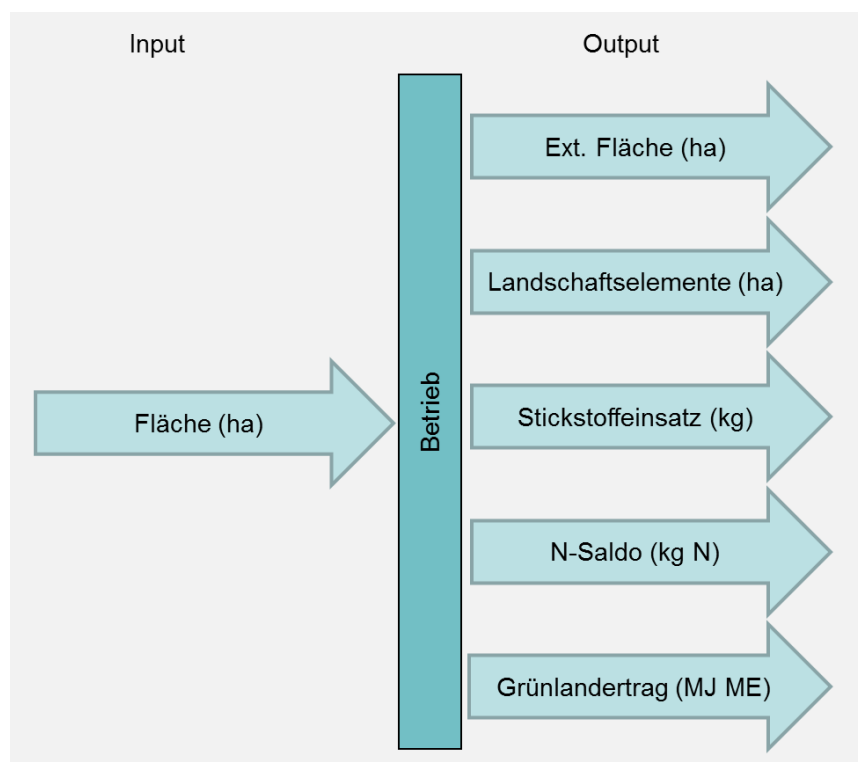 Input
Output
Fläche (ha)
Betrieb
Ext. Fläche (ha)
Landschaftselemente (ha)
Stickstoffeinsatz (kg)
N-Saldo (kg N)
Grünlandertrag (MJ ME)